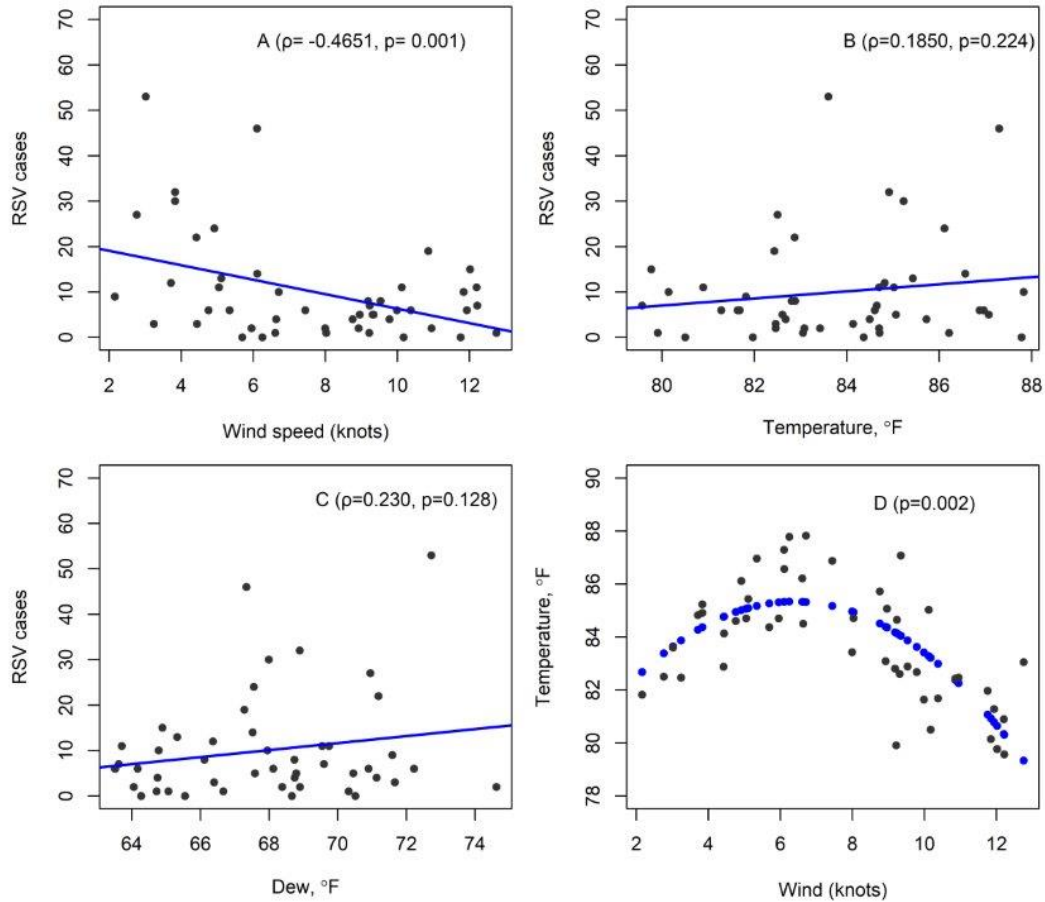 A (ρ= -0.4651, p= 0.001)
RSV cases
70
60
50
40
30
20
10
0
2 4 6 8 10 12
Wind speed (knots)
B (ρ=0.1850, p=0.224)
RSV cases
70
60
50
40
30
20
10
0
80 82 84 86 88
Temperature, °F
C (ρ=0.230, p=0.128)
RSV cases
70
60
50
40
30
20
10
0
64 66 68 70 72 74
Dew, °F
D (p=0.002)
Temperature, °F
90
88
86
84
82
80
78
2 4 6 8 10 12
Wind (knots)